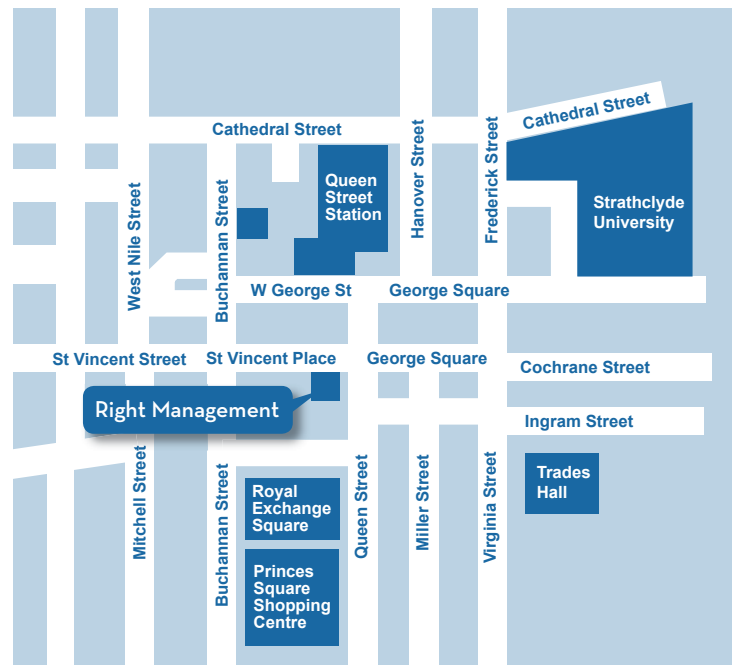 Cathedral Street
Cathedral Street
West Nile Street
Buchannan Street
Queen
Street
Station
Hanover Street
Frederick Street
Strathclyde
University
W George St
George Square
St Vincent Street
St Vincent Place
George Square
Cochrane Street
Right Management
Ingram Street
Mitchell Street
Buchannan Street
Royal
Exchange
Square
Queen Street
Miller Street
Virginia Street
Trades
Hall
Princes
Square
Shopping
Centre